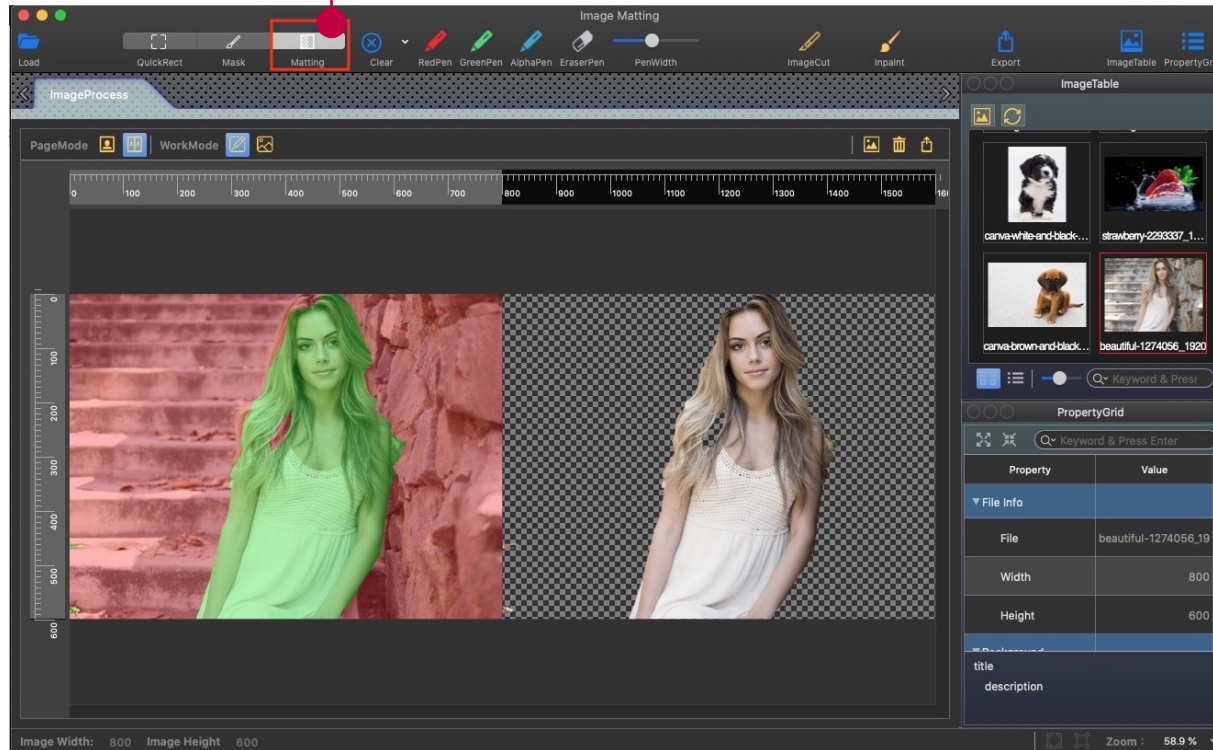 Image Matting
Load QuickRect Mask Matting Clear RedPen GreenPen AlphaPen EraserPen PenWidth ImageCut Inpaint Export ImageTable PropertyGr
ImageProcess
PageMode WorkMode
0 100 200 300 400 500 600 700 800 900 1000 1100 1200 1300 1400 1500 16
0
100
200
300
400
500
600
ImageTable
canva-white-and-black-... strawberry-2293337_1...
canva-brown-and-black... beautiful-1274056_1920
Keyword & Press
PropertyGrid
Keyword & Press Enter
Property Value
File Info
File beautiful-1274056_19
Width 800
Height 600
title
description
Image Width: 800 Image Height 600
Zoom : 58.9 %